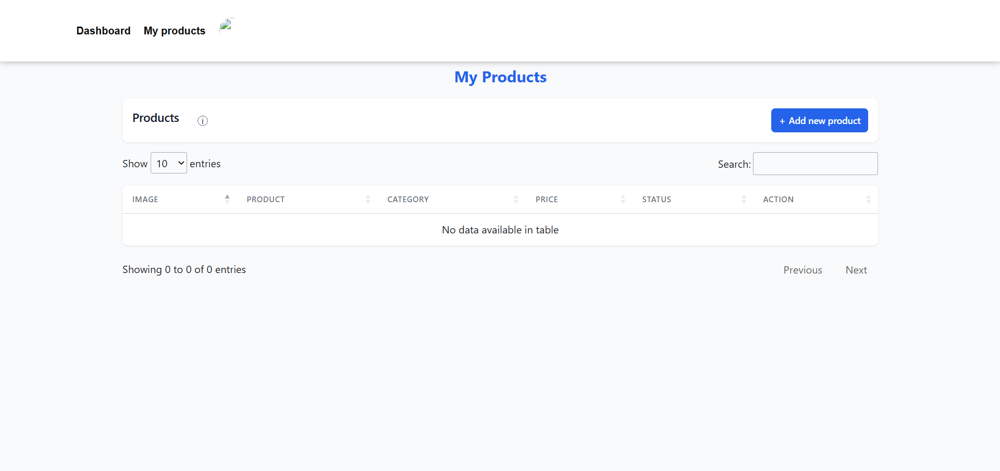 Dashboard My products
My Products
Products
+ Add new product
Show 10 entries
Search:
IMAGE PRODUCT CATEGORY PRICE STATUS ACTION
No data available in table
Showing 0 to 0 of 0 entries
Previous Next